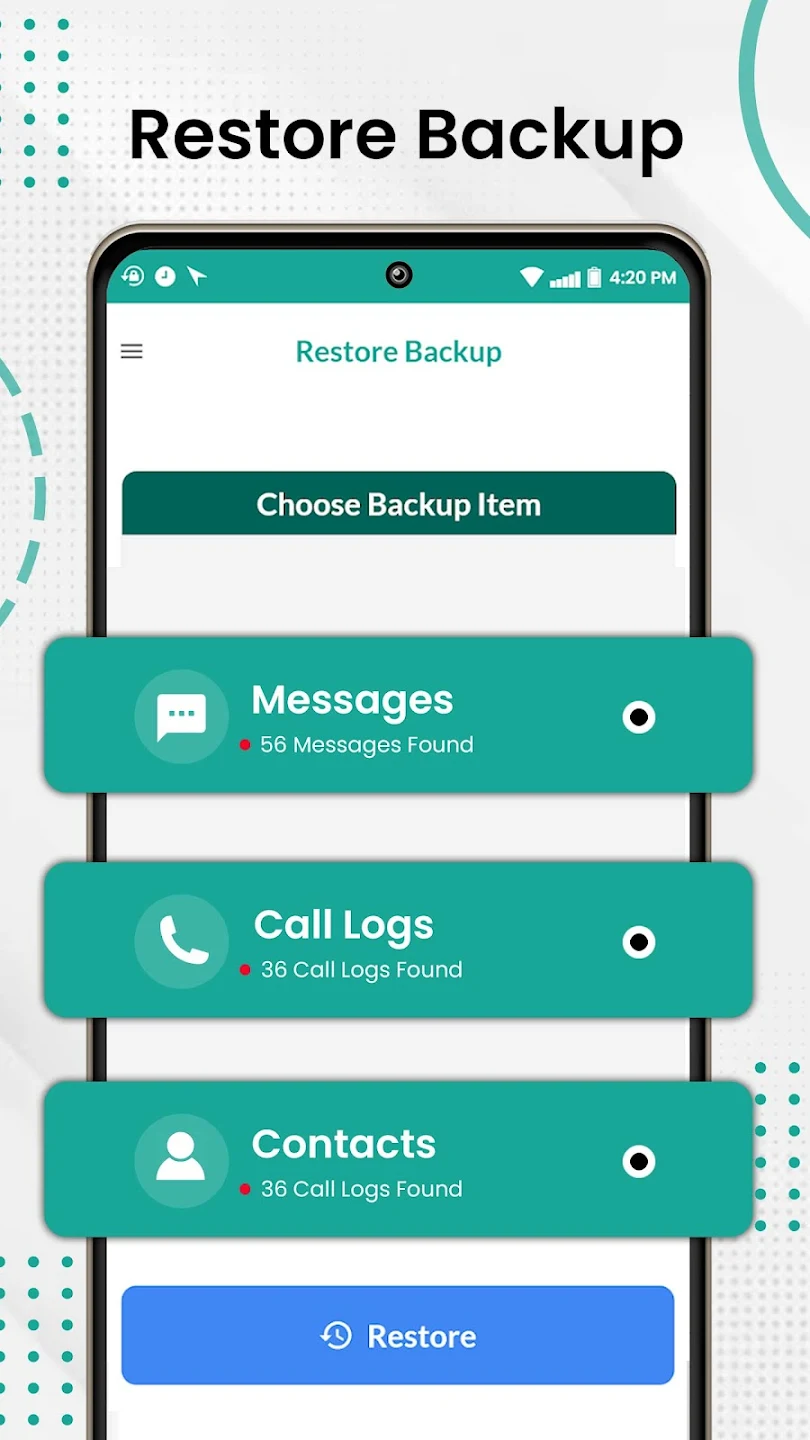 Restore Backup
4:20 PM
Restore Backup
Choose Backup Item
Messages
56 Messages Found
Call Logs
36 Call Logs Found
Contacts
36 Call Logs Found
Restore